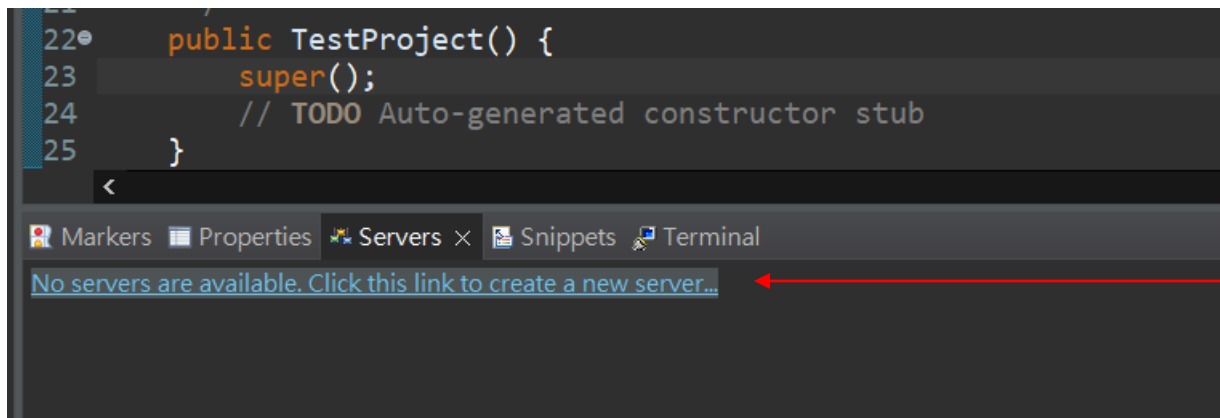 22 public TestProject() {
23 super();
24 // TODO Auto-generated constructor stub
25 }
<
Markers Properties Servers × Snippets Terminal
No servers are available. Click this link to create a new server...